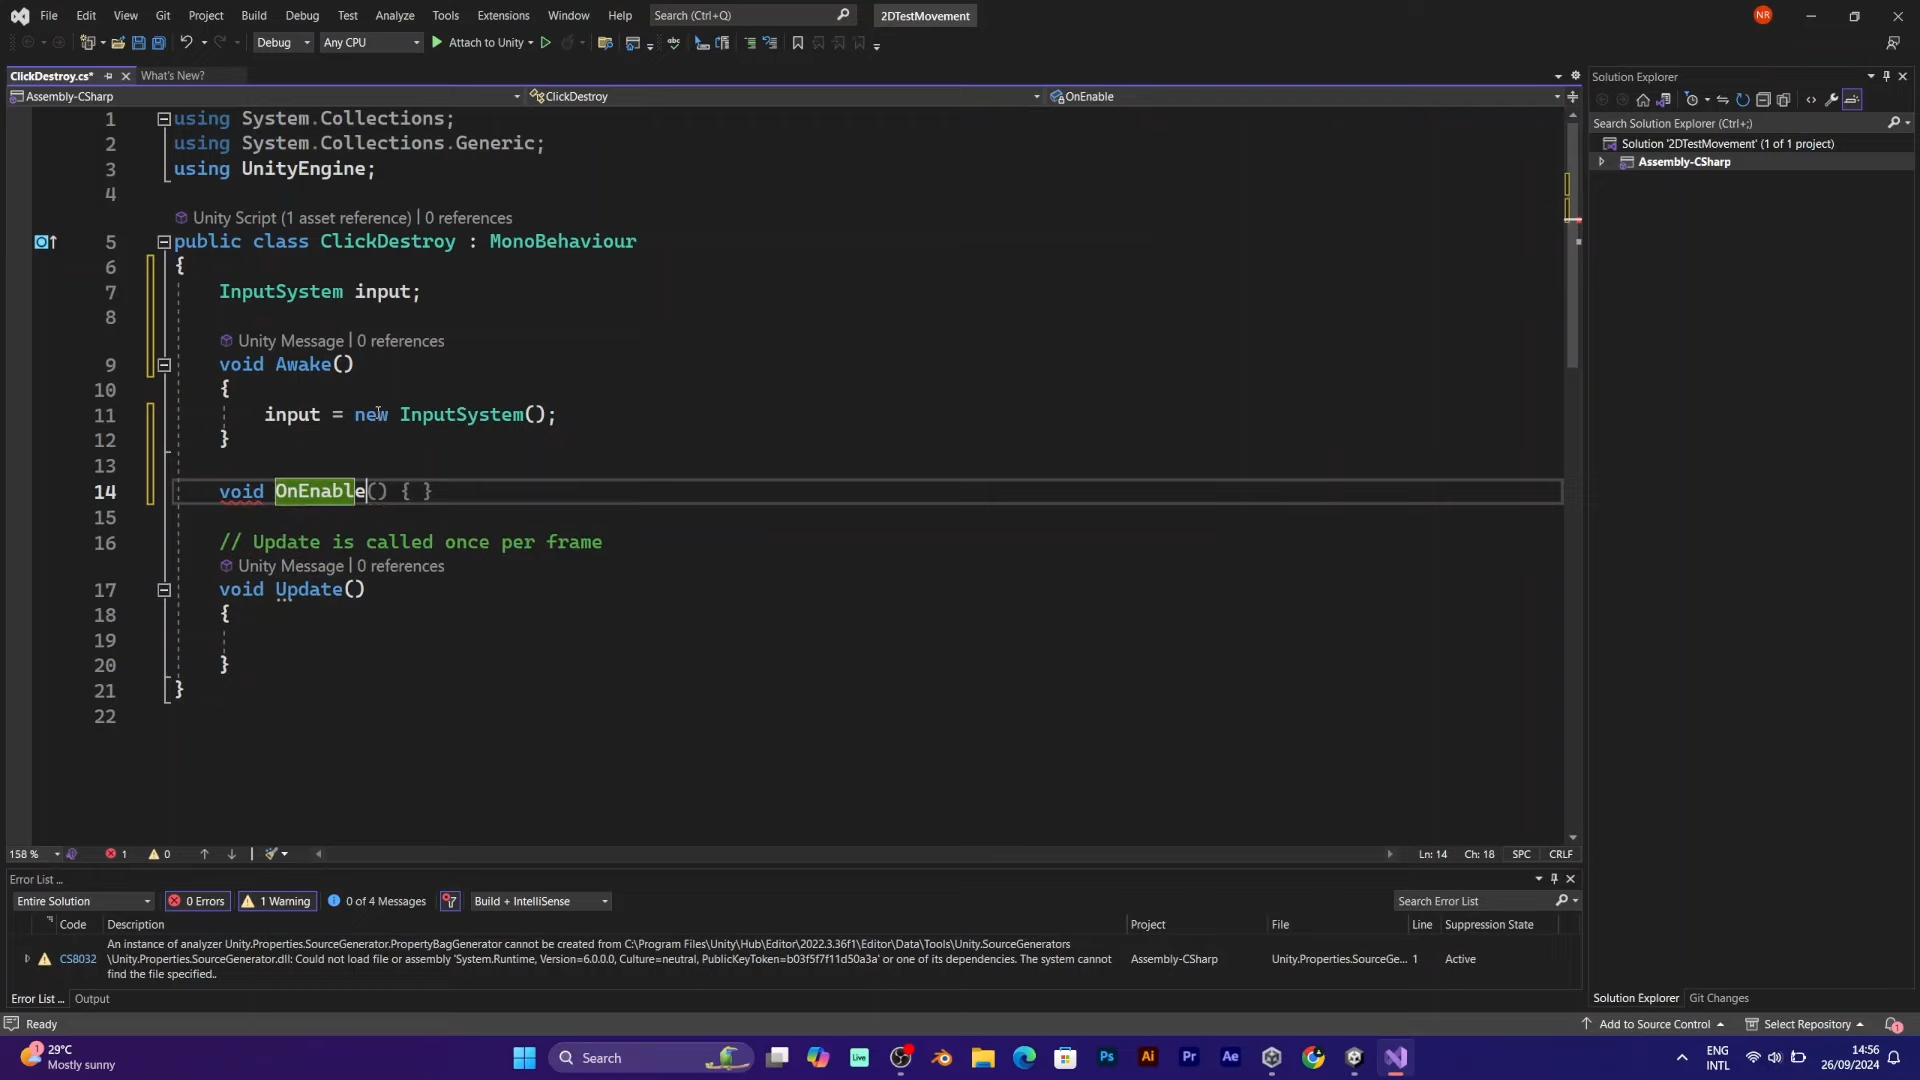 File Edit View Git Project Build Debug Test Analyze Tools Extensions Window Help Search (Ctrl+Q) 2DTestMovement NR
Debug Any CPU Attach to Unity
ClickDestroy.cs* What's New?
Assembly-CSharp ClickDestroy OnEnable
1 using System.Collections;
2 using System.Collections.Generic;
3 using UnityEngine;
4
Unity Script (1 asset reference) | 0 references
5 public class ClickDestroy : MonoBehaviour
6 {
7 InputSystem input;
8
Unity Message | 0 references
9 void Awake()
10 {
11 input = new InputSystem();
12 }
13
14 void OnEnable() { }
15
16 // Update is called once per frame
Unity Message | 0 references
17 void Update()
18 {
19
20 }
21 }
22
158 % 1 0 Ln: 14 Ch: 18 SPC CRLF
Error List ...
Entire Solution 0 Errors 1 Warning 0 of 4 Messages Build + IntelliSense Search Error List
Code Description Project File Line Suppression State
CS8032 An instance of analyzer Unity.Properties.SourceGenerator.PropertyBagGenerator cannot be created from C:\Program Files\Unity\Hub\Editor\2022.3.36f1\Editor\Data\Tools\Unity.SourceGenerators
\Unity.Properties.SourceGenerator.dll: Could not load file or assembly 'System.Runtime, Version=6.0.0.0, Culture=neutral, PublicKeyToken=b03f5f7f11d50a3a' or one of its dependencies. The system cannot
find the file specified.. Assembly-CSharp Unity.Properties.SourceGe... 1 Active
Error List ... Output
Solution Explorer
Search Solution Explorer (Ctrl+;)
Solution '2DTestMovement' (1 of 1 project)
Assembly-CSharp
Solution Explorer Git Changes
Ready Add to Source Control Select Repository 1
1 29°C
Mostly sunny
Search
Live Ps Ai Pr Ae
ENG
INTL
14:56
26/09/2024